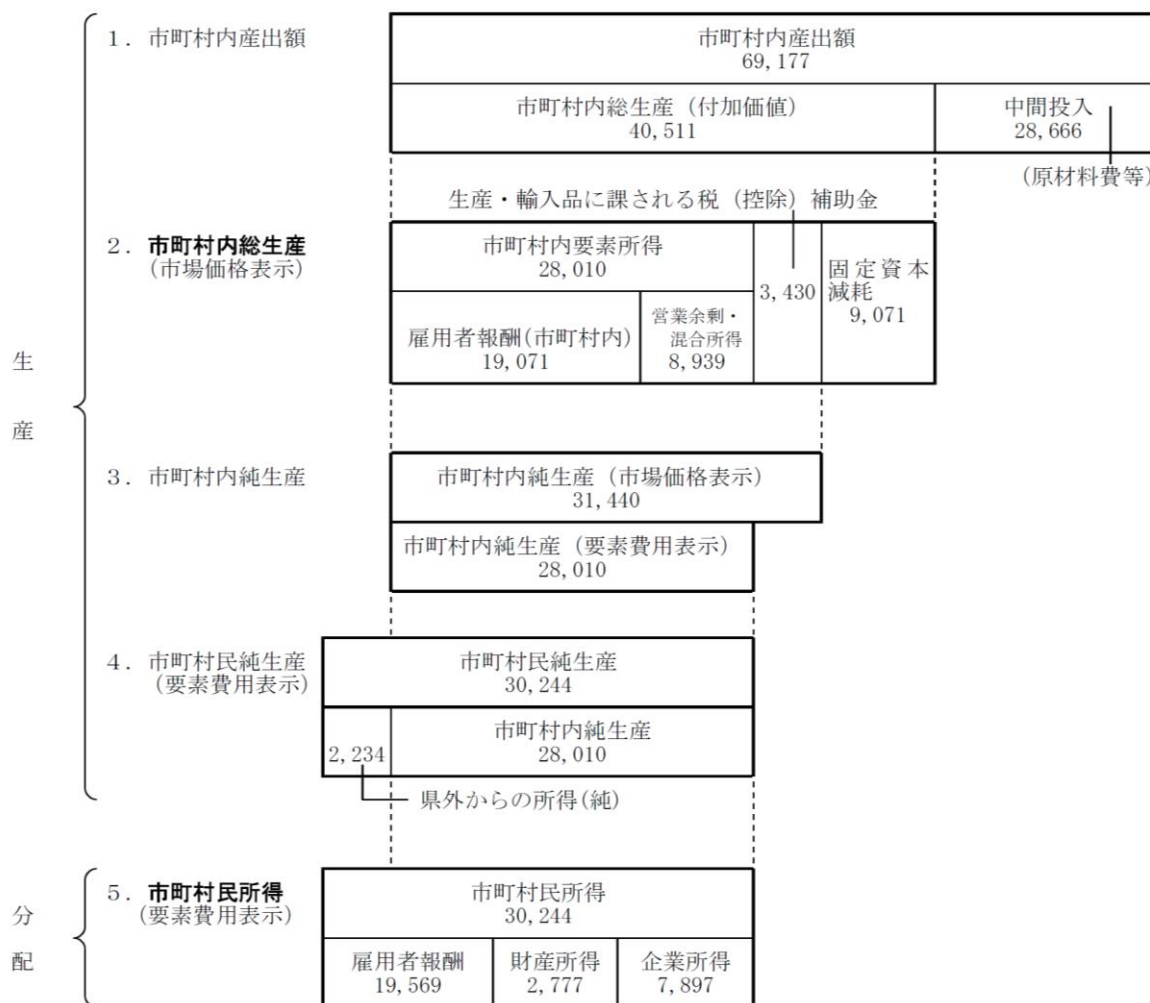 1．市町村内産出額
市町村内産出額
69,177
市町村内総生産（付加価値）
40,511
中間投入
28,666
(原材料費等)
生産・輸入品に課される税（控除）補助金
2．市町村内総生産
(市場価格表示)
市町村内要素所得
28,010
3,430
固定資本
減耗
9,071
雇用者報酬(市町村内)
19,071
営業余剰・
混合所得
8,939
生
産
3．市町村内純生産
市町村内純生産（市場価格表示）
31,440
市町村内純生産（要素費用表示）
28,010
4．市町村民純生産
(要素費用表示)
市町村民純生産
30,244
2,234
市町村内純生産
28,010
県外からの所得(純)
分
配
5．市町村民所得
(要素費用表示)
市町村民所得
30,244
雇用者報酬
19,569
財産所得
2,777
企業所得
7,897